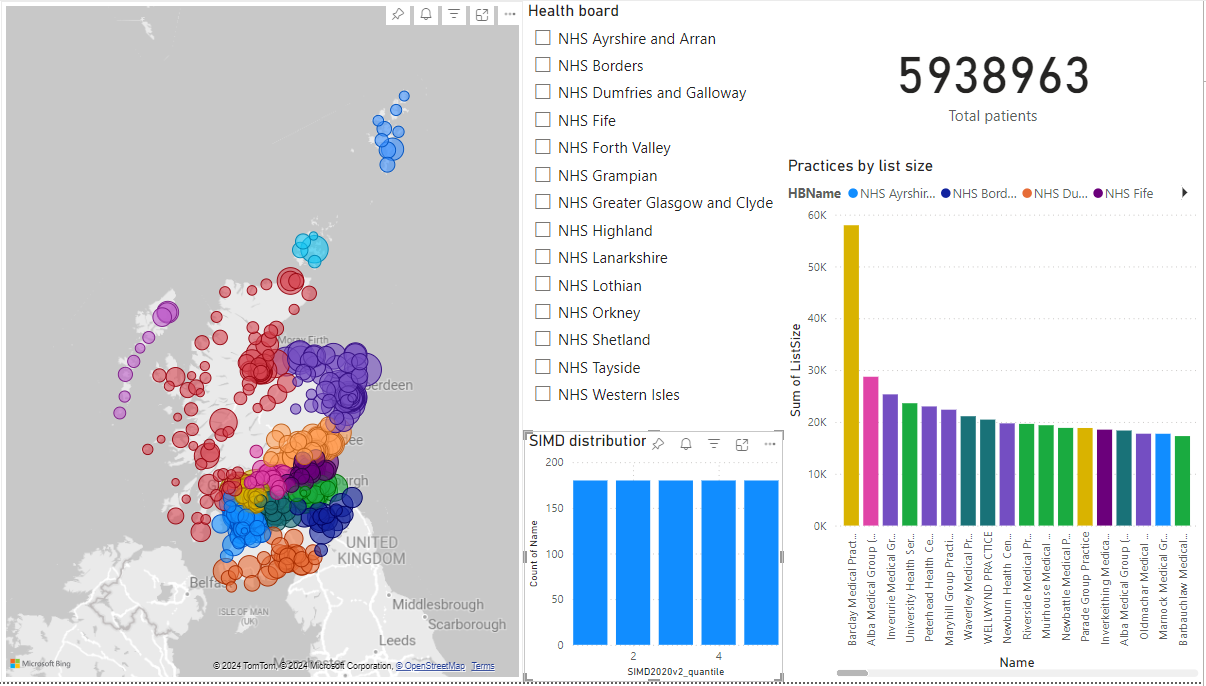 Health board
NHS Ayrshire and Arran
NHS Borders
NHS Dumfries and Galloway
NHS Fife
NHS Forth Valley
NHS Grampian
NHS Greater Glasgow and Clyde
NHS Highland
NHS Lanarkshire
NHS Lothian
NHS Orkney
NHS Shetland
NHS Tayside
NHS Western Isles
5938963
Total patients
Practices by list size
HBName NHS Ayrshir... NHS Bord... NHS Du... NHS Fife
60K
50K
40K
30K
20K
10K
0K
Sum of ListSize
Barclay Medical Pract...
Alba Medical Group (...
Inverurie Medical Gr...
University Health Ser...
Peterhead Health Ce...
Maryhill Group Practi...
Waverley Medical Pr...
WELLWYND PRACTICE
Newburn Health Cen...
Riverside Medical Pr...
Muirhouse Medical ...
Newbattle Medical P...
Parade Group Practice
Inverkeithing Medica...
Alba Medical Group (...
Oldmachar Medical ...
Marnock Medical Gr...
Barbauchlaw Medical...
Name
SIMD distribution
200
150
100
50
0
Count of Name
2 4
SIMD2020v2_quantile
Moray Firth
berdeen
ee
rgh
UNITED
KINGDOM
Belfas
ISLE OF MAN
(UK)
Middlesbrough
Scarborough
Leeds
Microsoft Bing
© 2024 TomTom, © 2024 Microsoft Corporation, © OpenStreetMap Terms